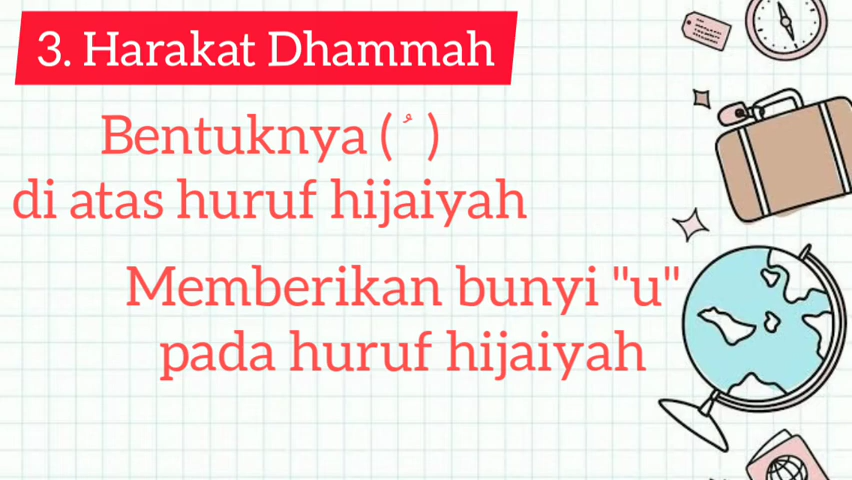 3. Harakat Dhammah
Bentuknya ( ُ )
di atas huruf hijaiyah
Memberikan bunyi "u"
pada huruf hijaiyah